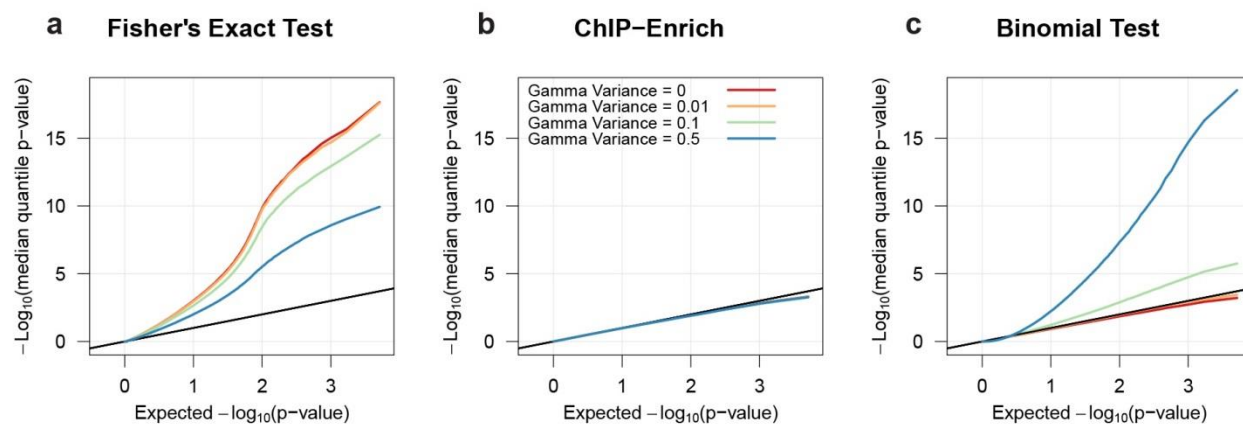 a Fisher's Exact Test
−Log10(median quantile p−value)
15
10
5
0
0 1 2 3
Expected −log10(p−value)
b ChIP−Enrich
−Log10(median quantile p−value)
Gamma Variance = 0
Gamma Variance = 0.01
Gamma Variance = 0.1
Gamma Variance = 0.5
15
10
5
0
0 1 2 3
Expected −log10(p−value)
c Binomial Test
−Log10(median quantile p−value)
15
10
5
0
0 1 2 3
Expected −log10(p−value)